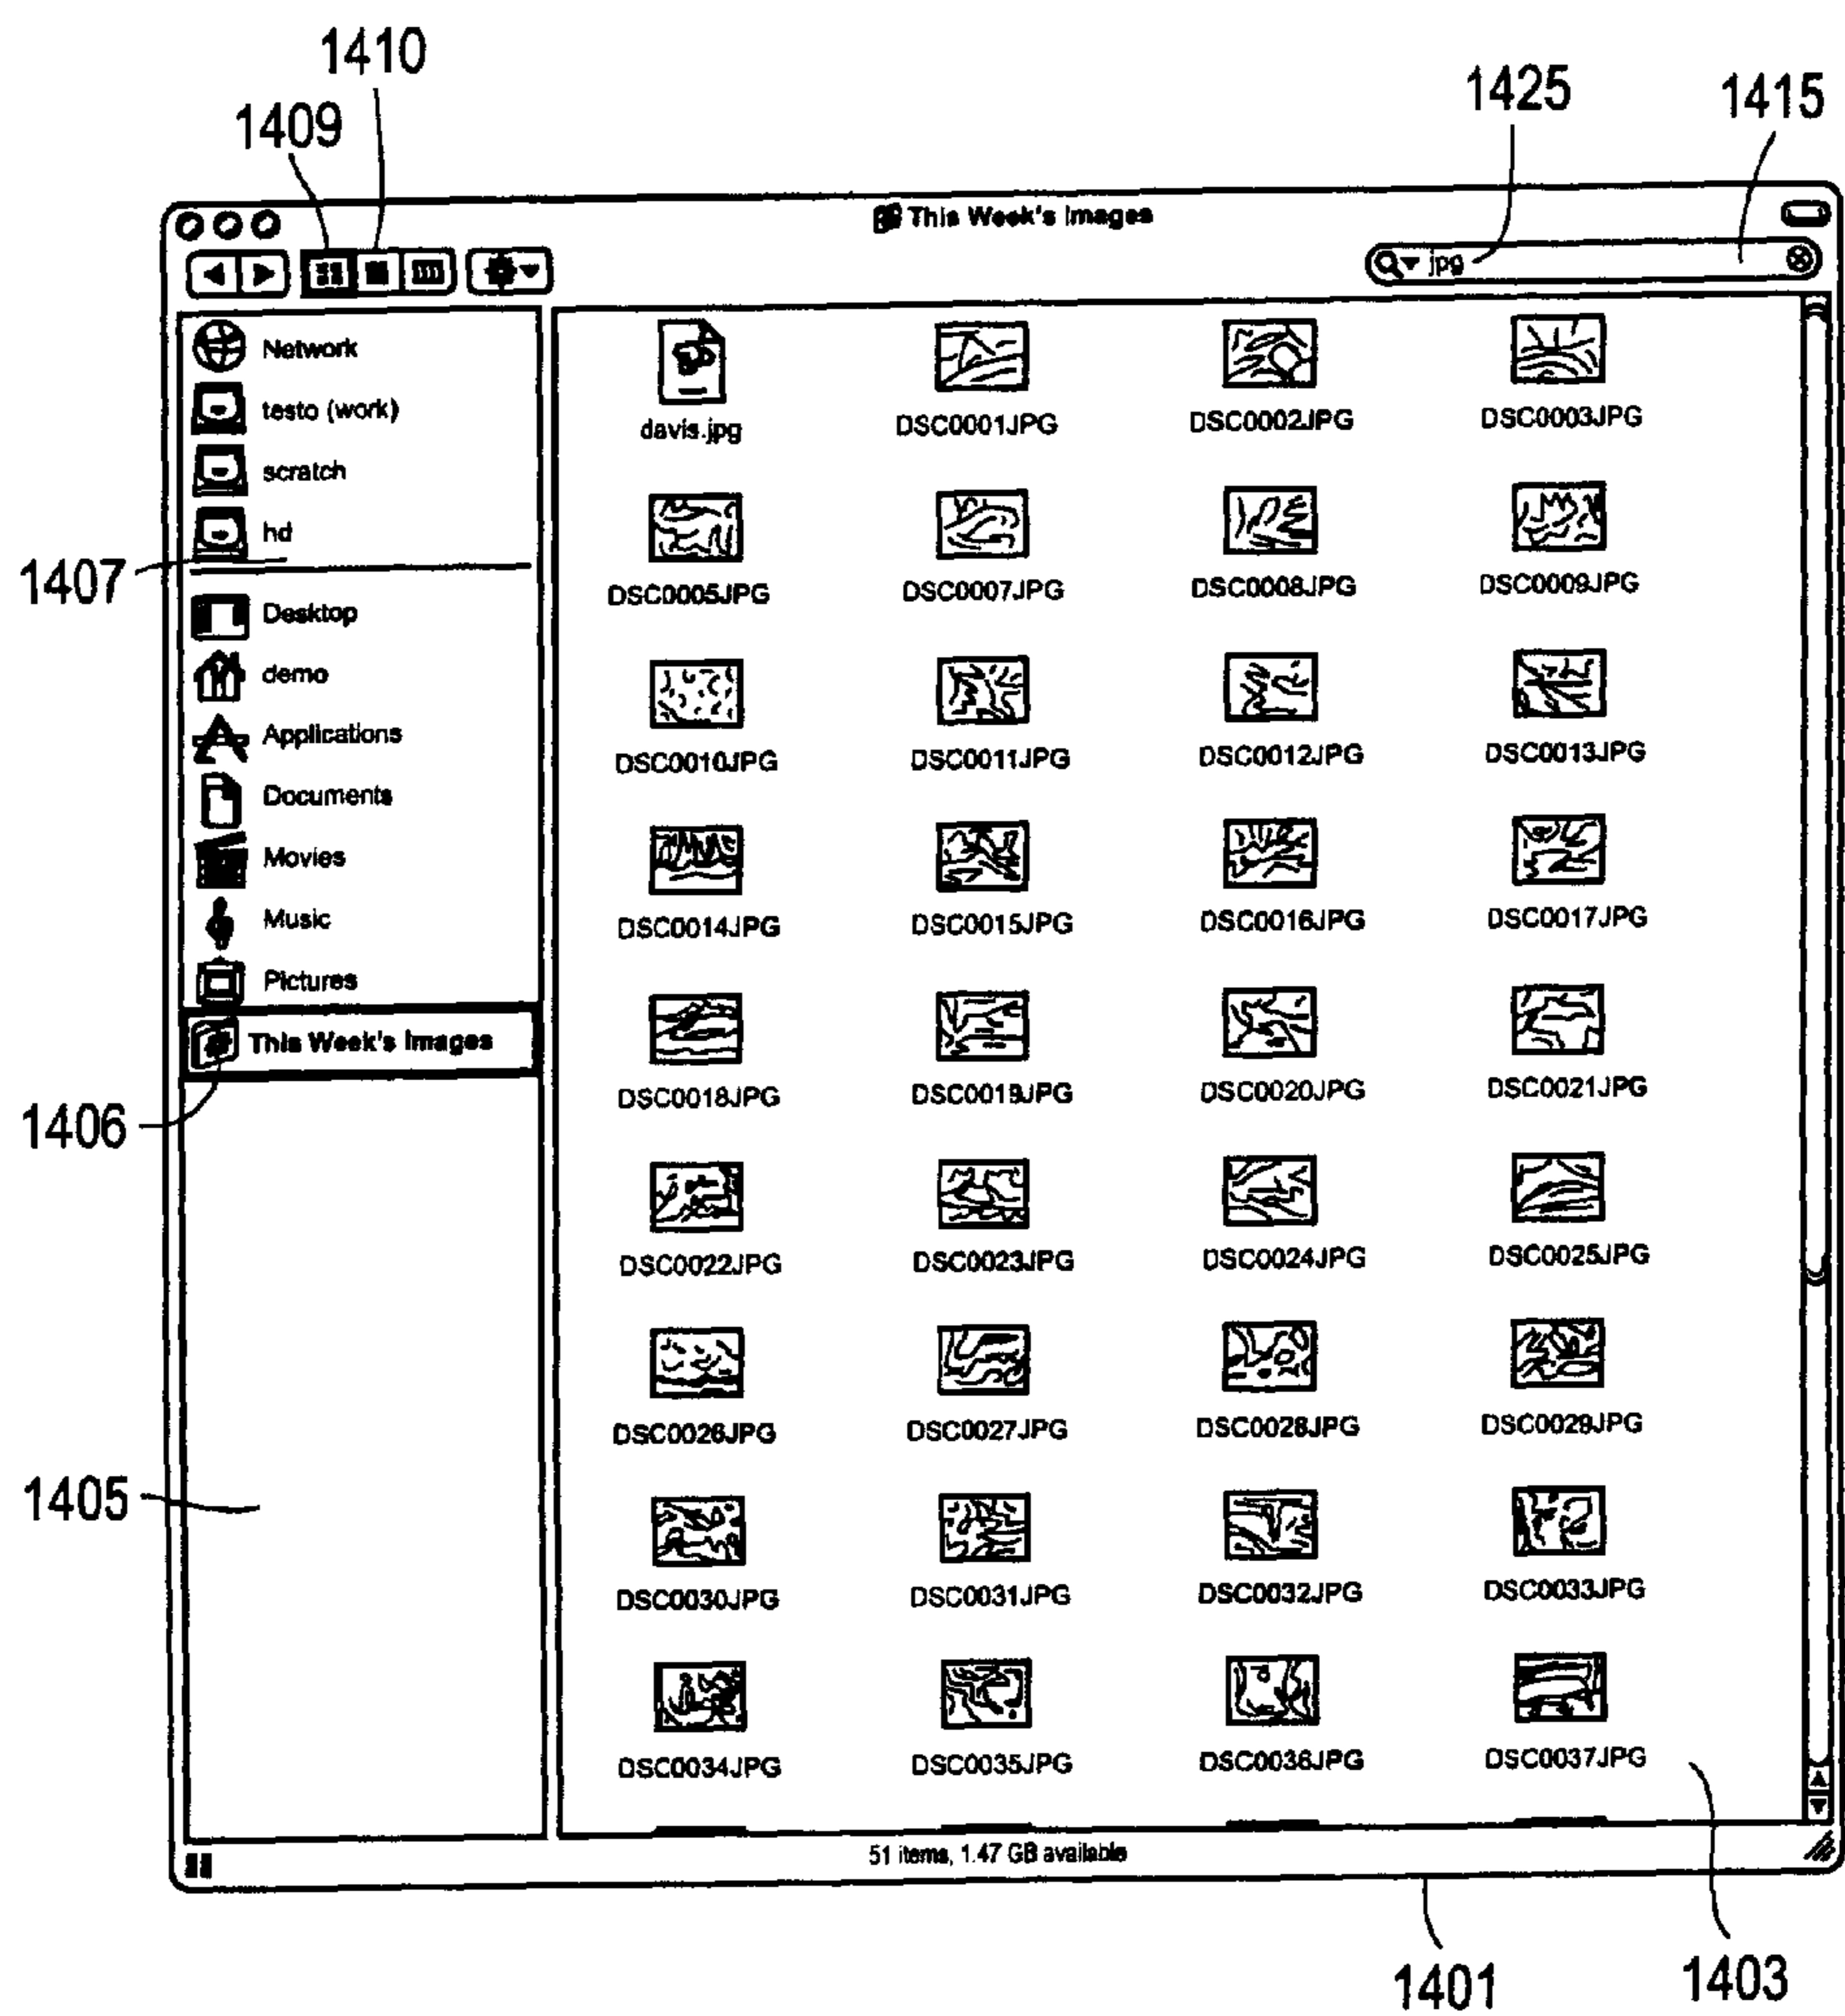 1410
1409
1425
1415
This Week's Images
jpg
Network
testo (work)
scratch
hd
1407
Desktop
demo
Applications
Documents
Movies
Music
Pictures
This Week's Images
1406
1405
davis.jpg DSC0001JPG DSC0002JPG DSC0003JPG
DSC0005JPG DSC0007JPG DSC0008JPG DSC0009JPG
DSC0010JPG DSC0011JPG DSC0012JPG DSC0013JPG
DSC0014JPG DSC0015JPG DSC0016JPG DSC0017JPG
DSC0018JPG DSC0019JPG DSC0020JPG DSC0021JPG
DSC0022JPG DSC0023JPG DSC0024JPG DSC0025JPG
DSC0026JPG DSC0027JPG DSC0028JPG DSC0029JPG
DSC0030JPG DSC0031JPG DSC0032JPG DSC0033JPG
DSC0034JPG DSC0035JPG DSC0036JPG DSC0037JPG
51 items, 1.47 GB available
1401
1403